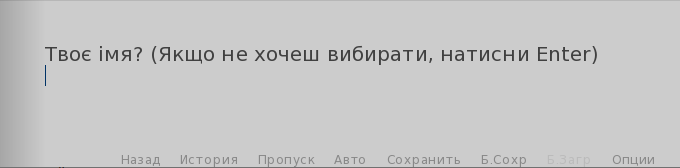 Твоє імя? (Якщо не хочеш вибирати, натисни Enter)
Назад История Пропуск Авто Сохранить Б.Сохр Б.Загр Опции